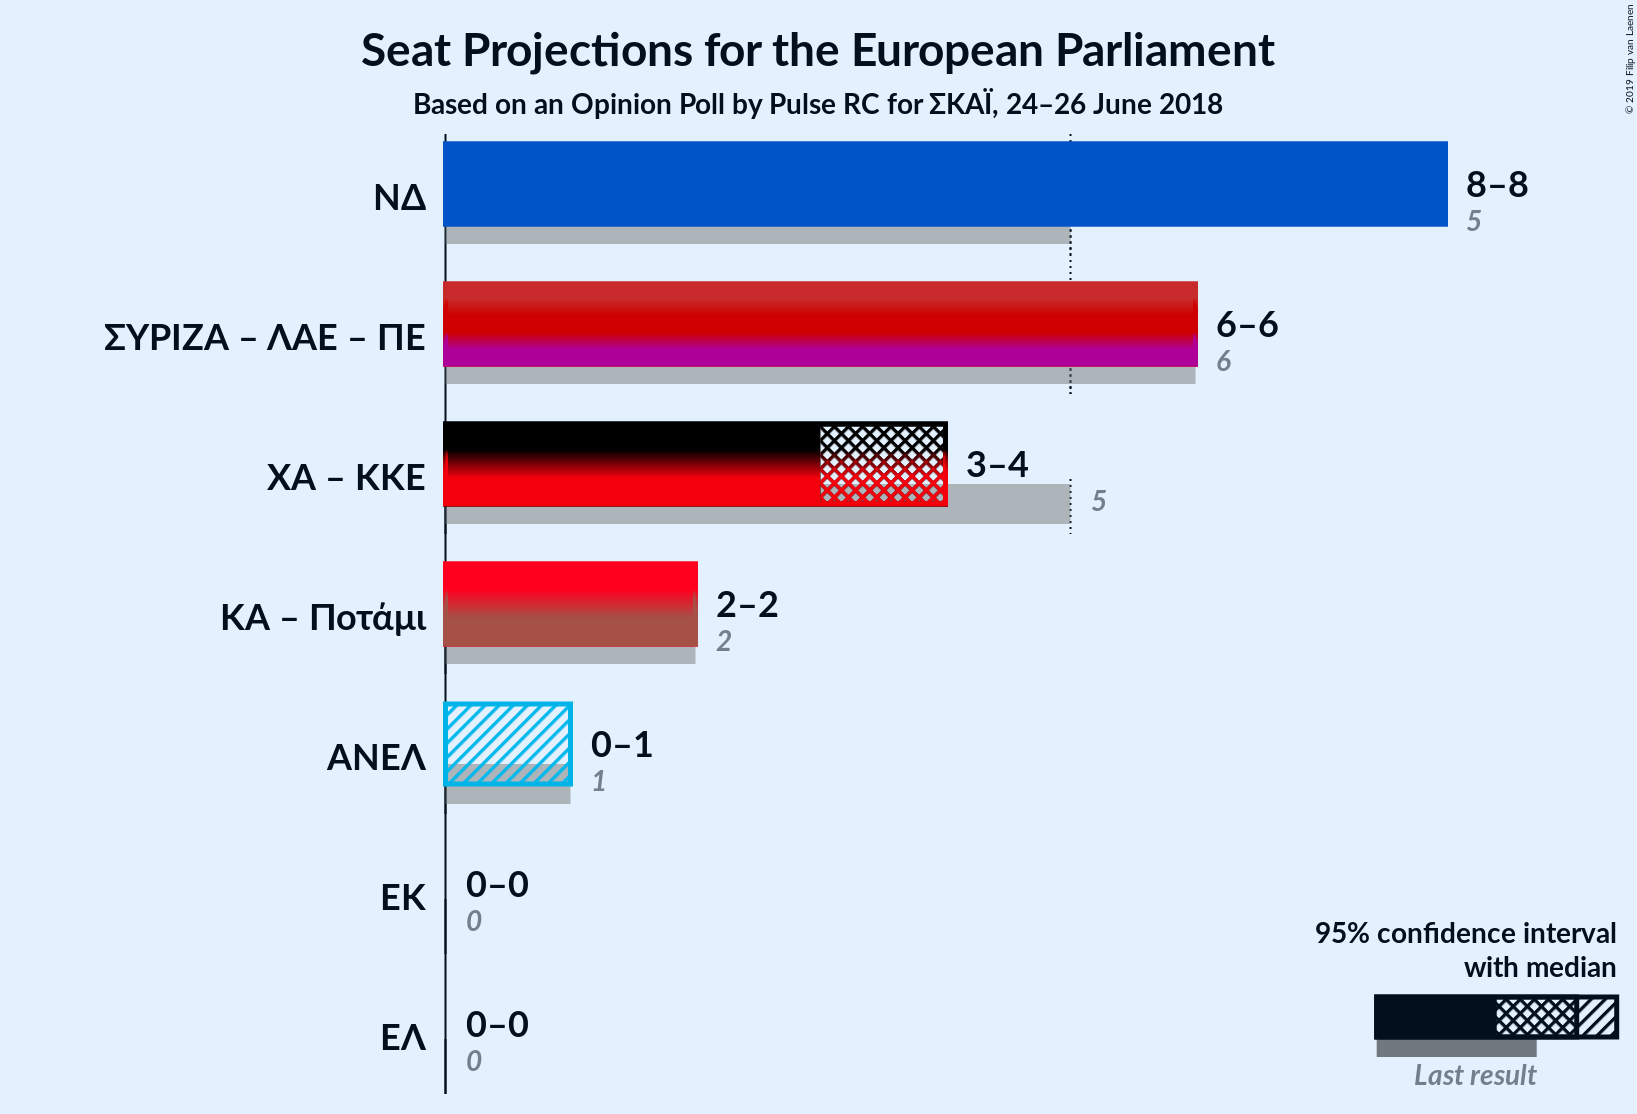 Seat Projections for the European Parliament
Based on an Opinion Poll by Pulse RC for ΣΚΑΪ, 24–26 June 2018
© 2019 Filip van Laenen
ΝΔ
8–8
5
ΣΥΡΙΖΑ – ΛΑΕ – ΠΕ
6–6
6
ΧΑ – ΚΚΕ
3–4
5
ΚΑ – Ποτάμι
2–2
2
ΑΝΕΛ
0–1
1
ΕΚ
0–0
0
ΕΛ
0–0
0
95% confidence interval
with median
Last result